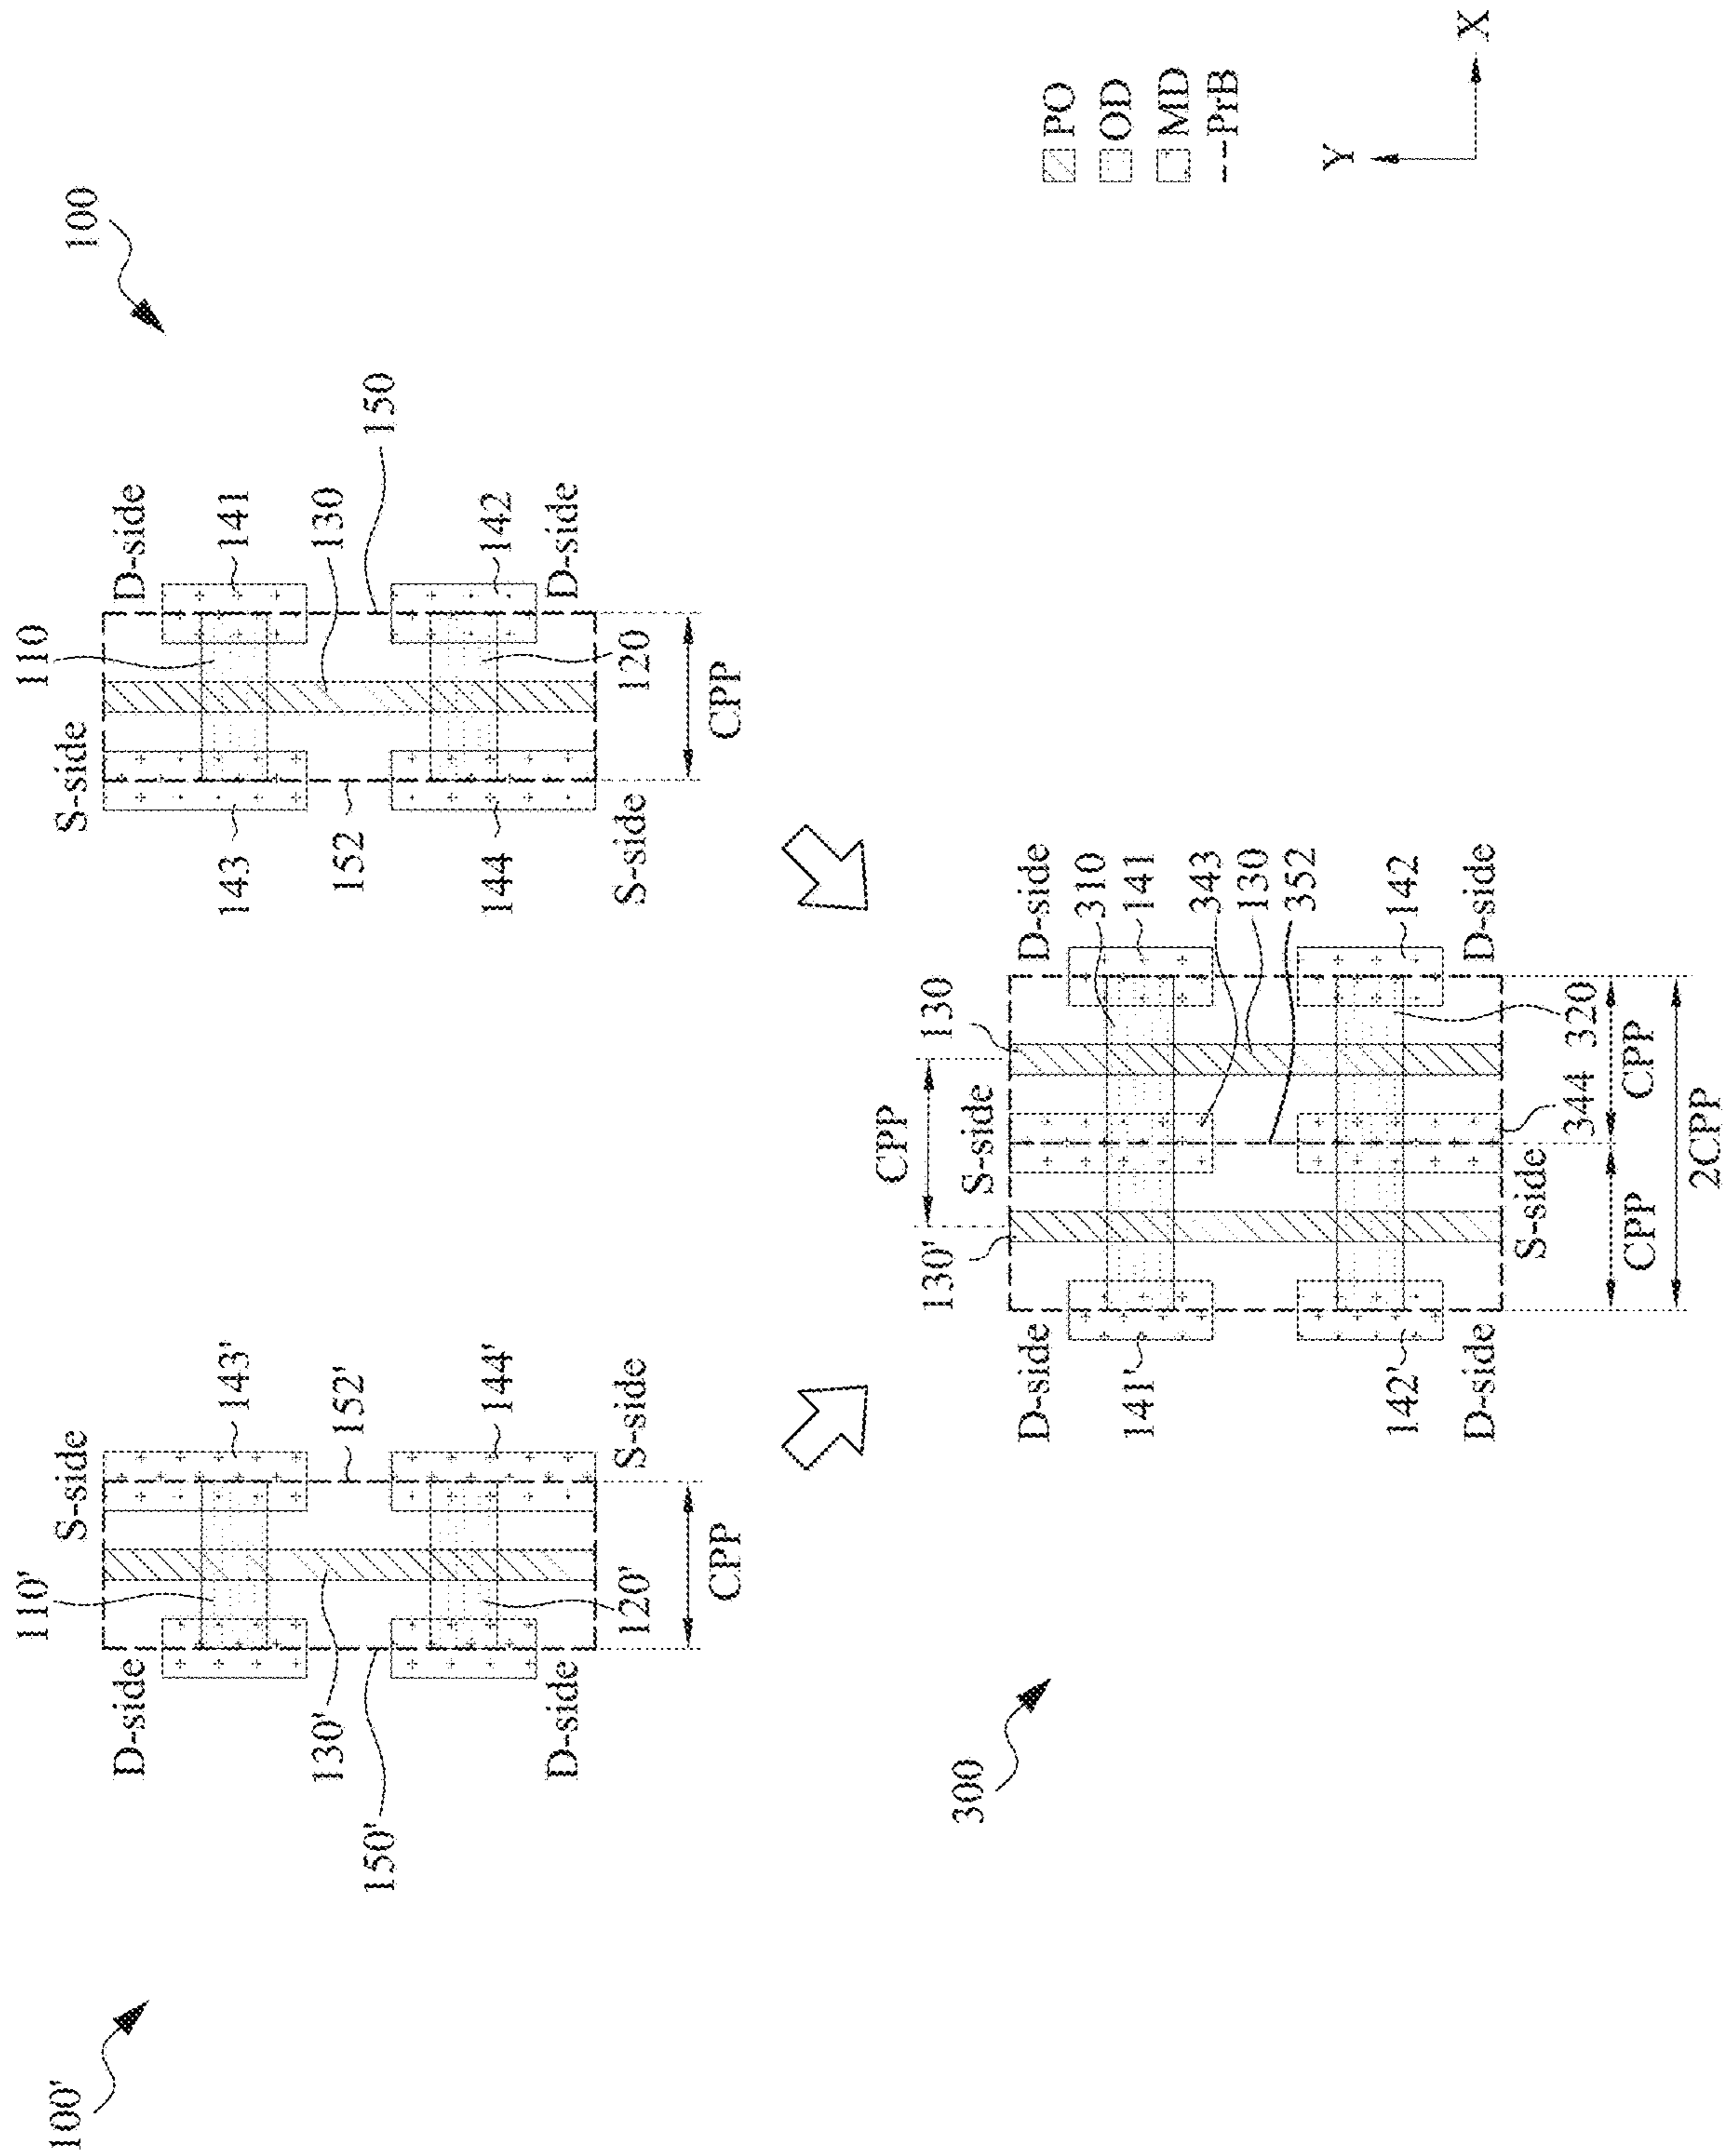 110'
110
100'
S-side
S-side
100
D-side
D-side
143'
143
141
130'
130
152'
152
150'
150
144'
144
142
D-side
D-side
120'
S-side
S-side
120
CPP
CPP
CPP
130'
130
300
S-side
D-side
D-side
310
141'
141
343
130
352
142'
142
D-side
D-side
S-side
344
320
CPP
CPP
2CPP
PO
OD
MD
PrB
Y
X